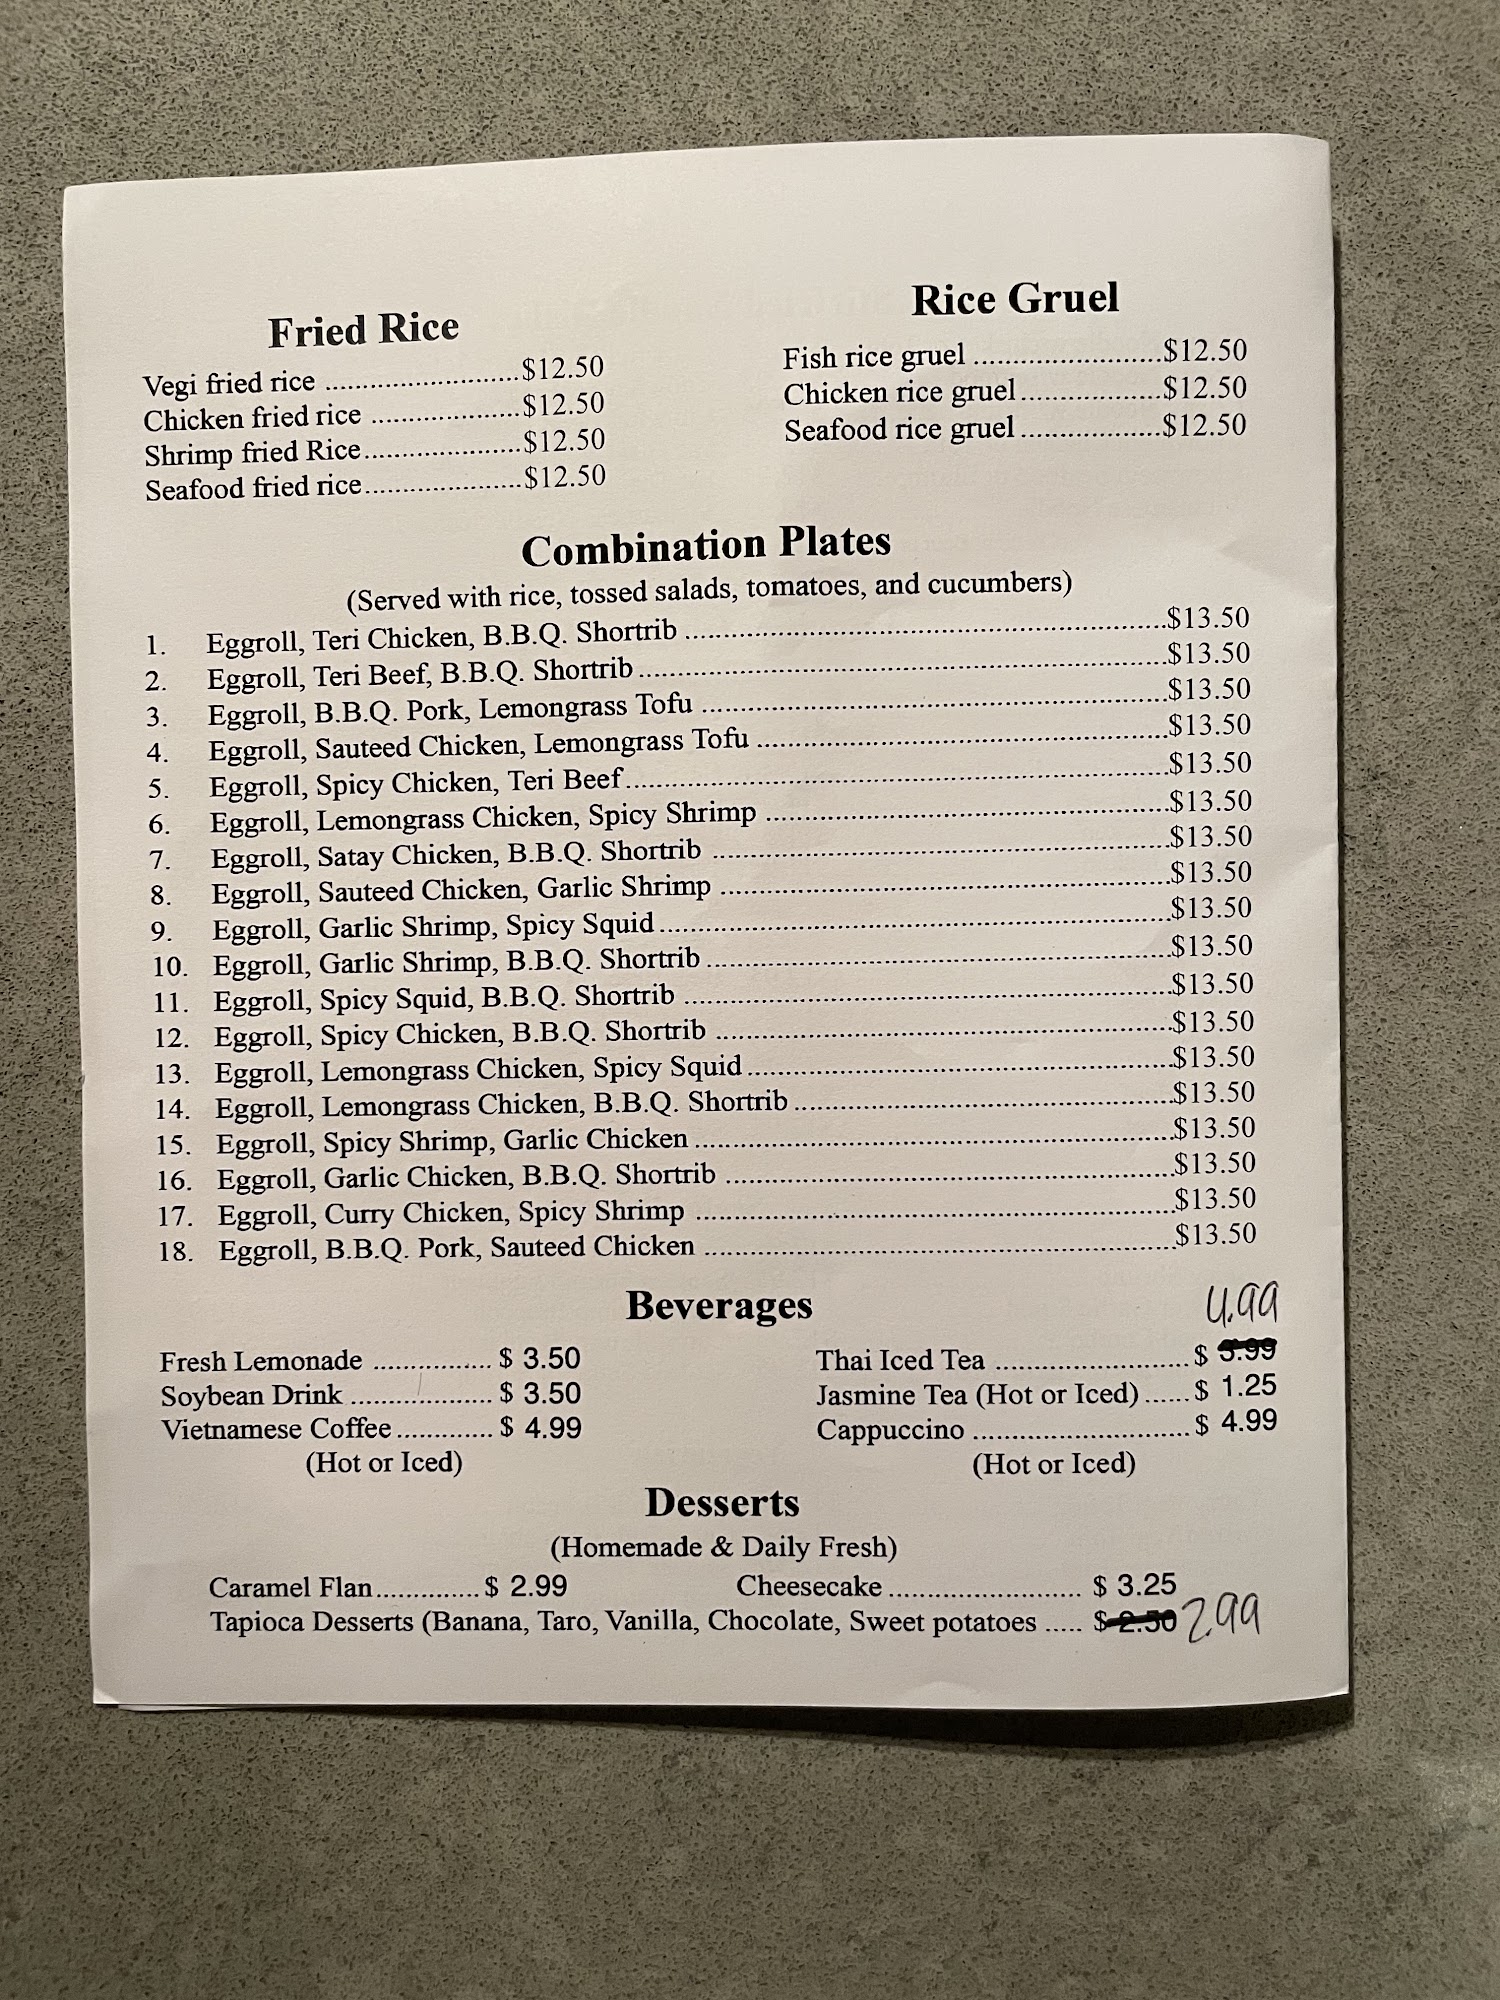 Fried Rice
Vegi fried rice ........................ $12.50
Chicken fried rice ................... $12.50
Shrimp fried Rice.................... $12.50
Seafood fried rice.................... $12.50
Rice Gruel
Fish rice gruel ........................ $12.50
Chicken rice gruel .................. $12.50
Seafood rice gruel .................. $12.50
Combination Plates
(Served with rice, tossed salads, tomatoes, and cucumbers)
1. Eggroll, Teri Chicken, B.B.Q. Shortrib ........................ $13.50
2. Eggroll, Teri Beef, B.B.Q. Shortrib ........................ $13.50
3. Eggroll, B.B.Q. Pork, Lemongrass Tofu ........................ $13.50
4. Eggroll, Sauteed Chicken, Lemongrass Tofu ........................ $13.50
5. Eggroll, Spicy Chicken, Teri Beef ........................ $13.50
6. Eggroll, Lemongrass Chicken, Spicy Shrimp ........................ $13.50
7. Eggroll, Satay Chicken, B.B.Q. Shortrib ........................ $13.50
8. Eggroll, Sauteed Chicken, Garlic Shrimp ........................ $13.50
9. Eggroll, Garlic Shrimp, Spicy Squid ........................ $13.50
10. Eggroll, Garlic Shrimp, B.B.Q. Shortrib ........................ $13.50
11. Eggroll, Spicy Squid, B.B.Q. Shortrib ........................ $13.50
12. Eggroll, Spicy Chicken, B.B.Q. Shortrib ........................ $13.50
13. Eggroll, Lemongrass Chicken, Spicy Squid ........................ $13.50
14. Eggroll, Lemongrass Chicken, B.B.Q. Shortrib ........................ $13.50
15. Eggroll, Spicy Shrimp, Garlic Chicken ........................ $13.50
16. Eggroll, Garlic Chicken, B.B.Q. Shortrib ........................ $13.50
17. Eggroll, Curry Chicken, Spicy Shrimp ........................ $13.50
18. Eggroll, B.B.Q. Pork, Sauteed Chicken ........................ $13.50
Beverages
Fresh Lemonade ............... $ 3.50
Soybean Drink .................. $ 3.50
Vietnamese Coffee ............. $ 4.99
(Hot or Iced)
4.99
Thai Iced Tea ......................... $ 3.99
Jasmine Tea (Hot or Iced) ...... $ 1.25
Cappuccino ............................ $ 4.99
(Hot or Iced)
Desserts
(Homemade & Daily Fresh)
Caramel Flan ............. $ 2.99
Cheesecake ........................ $ 3.25
Tapioca Desserts (Banana, Taro, Vanilla, Chocolate, Sweet potatoes ..... $ 2.50 2.99